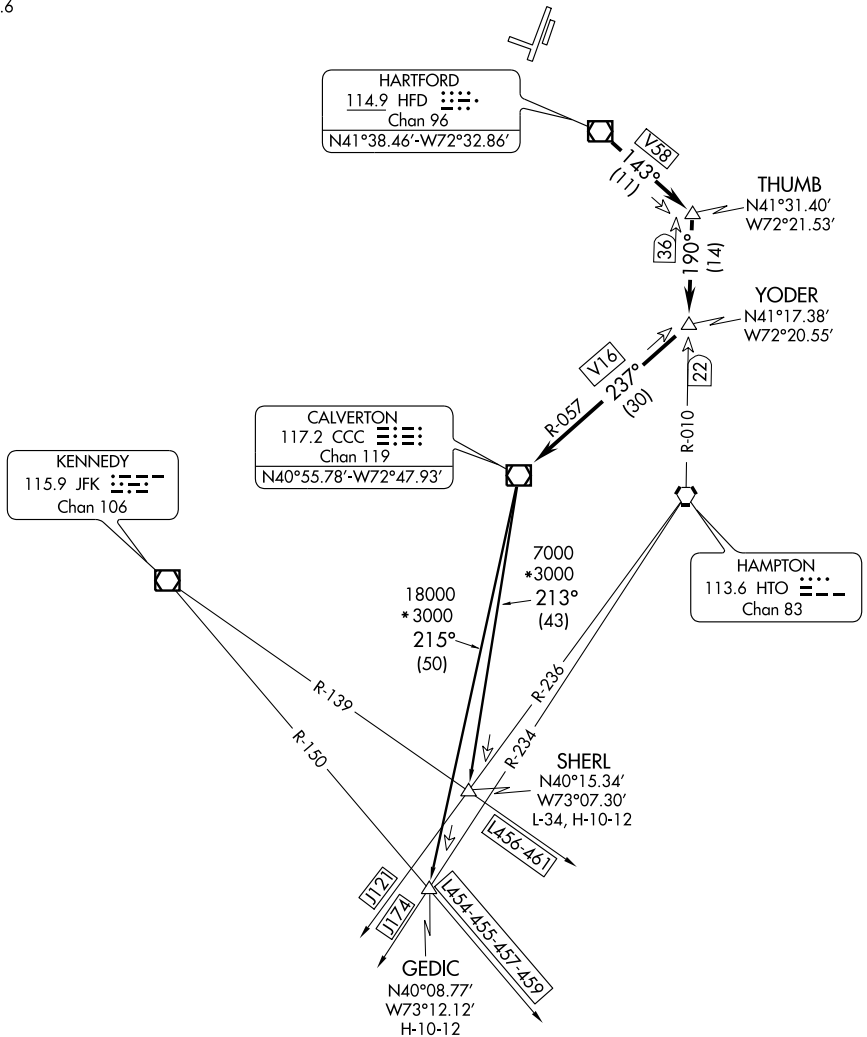 .6
HARTFORD
114.9 HFD
Chan 96
N41°38.46′-W72°32.86′
V58
143°
(11)
THUMB
N41°31.40′
W72°21.53′
36
190°
(14)
YODER
N41°17.38′
W72°20.55′
V16
237°
(30)
R-057
22
R-010
CALVERTON
117.2 CCC
Chan 119
N40°55.78′-W72°47.93′
KENNEDY
115.9 JFK
Chan 106
HAMPTON
113.6 HTO
Chan 83
7000
*3000
213°
(43)
18000
*3000
215°
(50)
R-139
R-150
R-236
R-234
SHERL
N40°15.34′
W73°07.30′
L-34, H-10-12
L456-461
J121
J174
L454-455-457-459
GEDIC
N40°08.77′
W73°12.12′
H-10-12